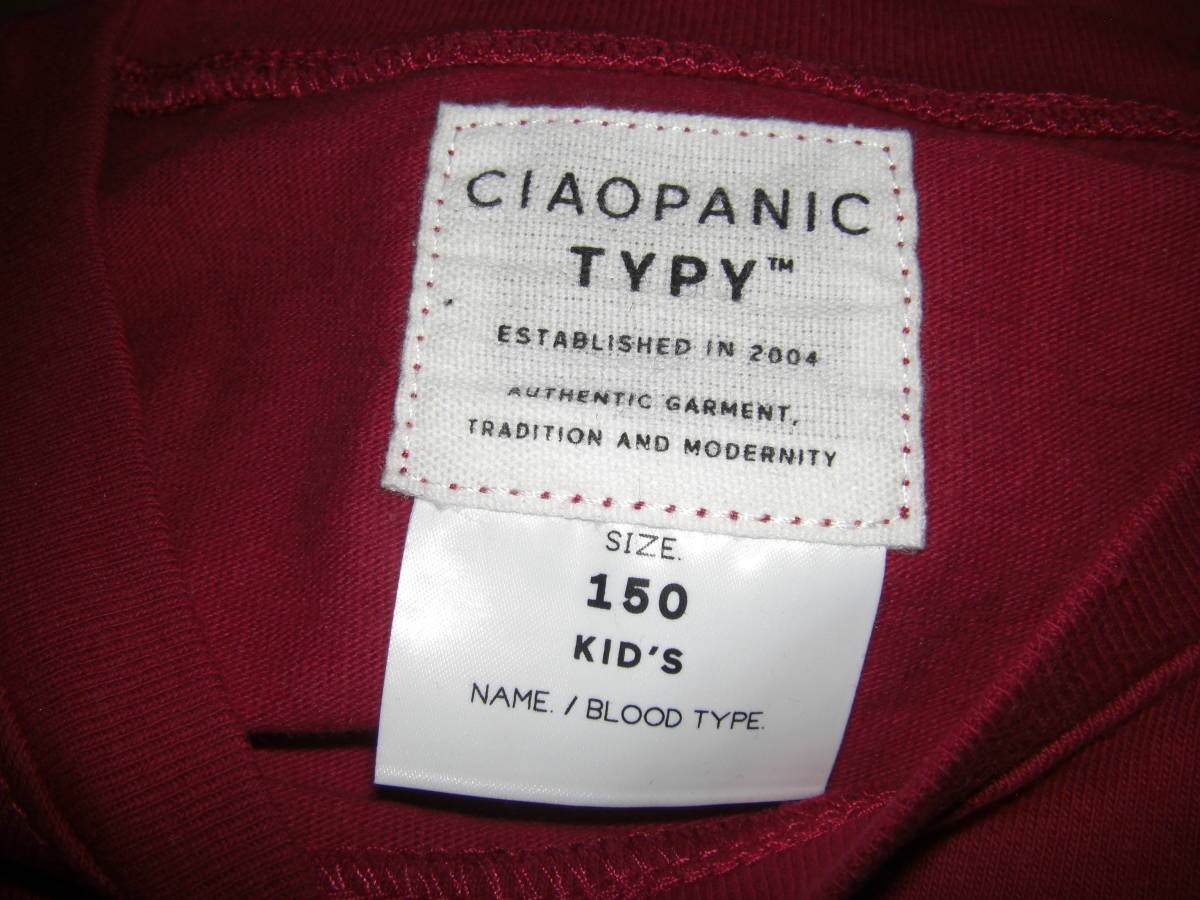 CIAOPANIC
TYPY™
ESTABLISHED IN 2004
AUTHENTIC GARMENT,
TRADITION AND MODERNITY
SIZE.
150
KID'S
NAME. / BLOOD TYPE.